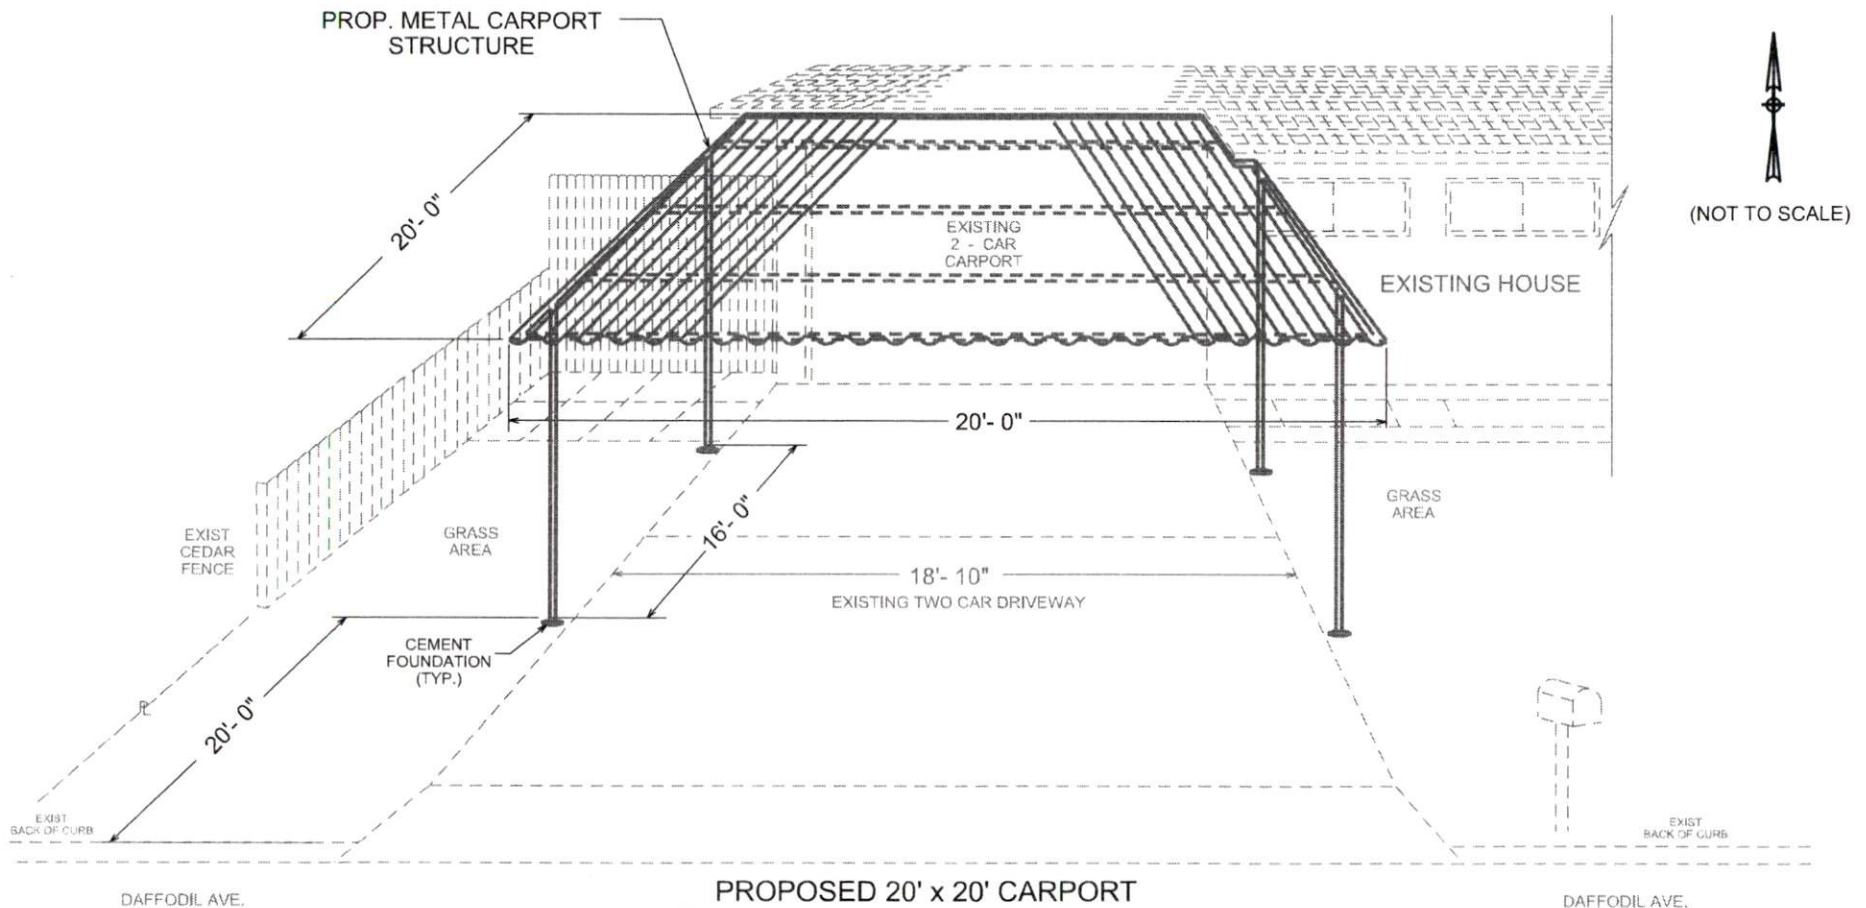 PROP. METAL CARPORT
STRUCTURE
(NOT TO SCALE)
20'- 0"
EXISTING
2 - CAR
CARPORT
EXISTING HOUSE
20'- 0"
16'- 0"
GRASS
AREA
EXIST
CEDAR
FENCE
GRASS
AREA
18'- 10"
EXISTING TWO CAR DRIVEWAY
CEMENT
FOUNDATION
(TYP.)
PL
20'- 0"
EXIST
BACK OF CURB
EXIST
BACK OF CURB
DAFFODIL AVE.
PROPOSED 20' x 20' CARPORT
DAFFODIL AVE.